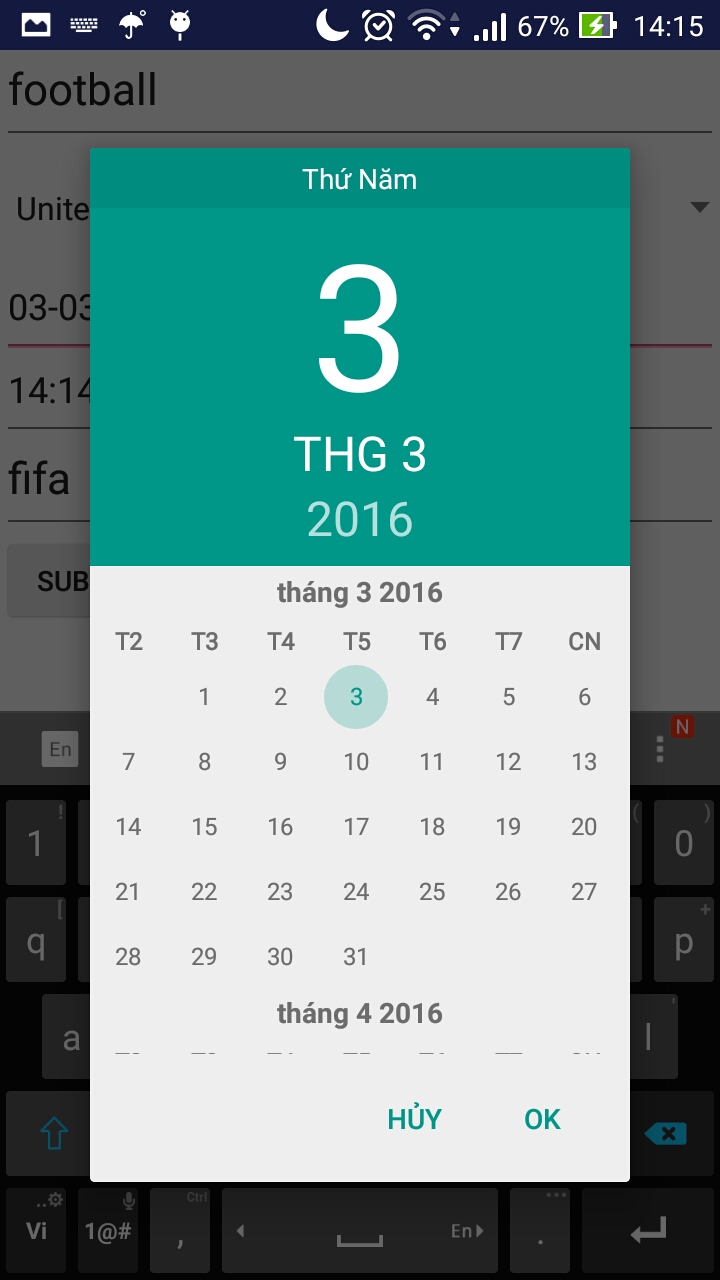 67% 14:15
football
Unite
03-03
14:14
fifa
SUB
Thứ Năm
3
THG 3
2016
tháng 3 2016
T2 T3 T4 T5 T6 T7 CN
1 2 3 4 5 6
7 8 9 10 11 12 13
14 15 16 17 18 19 20
21 22 23 24 25 26 27
28 29 30 31
tháng 4 2016
HỦY OK
En N
! ( )
1 0
[ +
q p
'
a l
Ctrl
Vi 1@# , En .